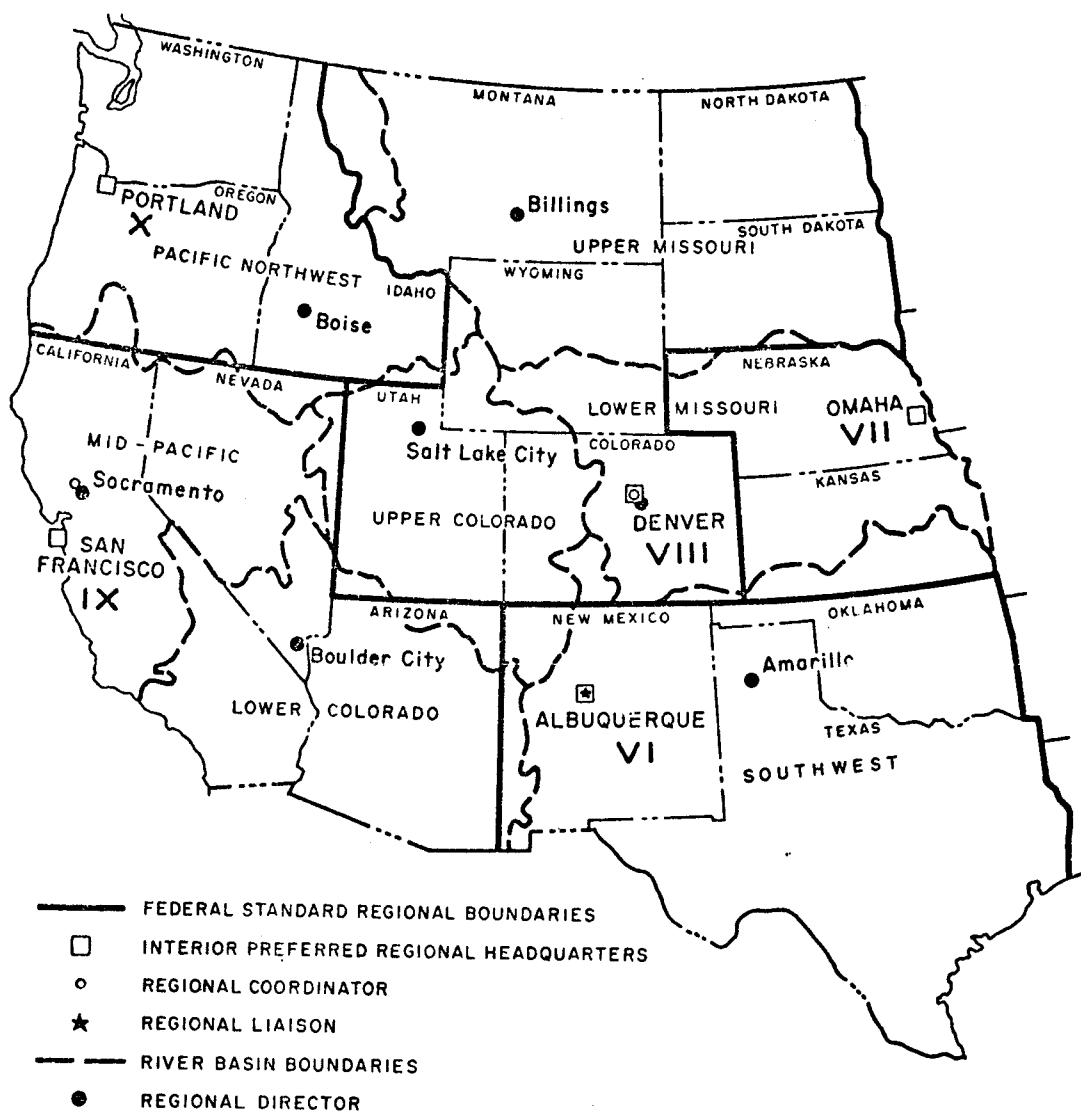 WASHINGTON
MONTANA
NORTH DAKOTA
OREGON
PORTLAND
X
PACIFIC NORTHWEST
Billings
SOUTH DAKOTA
UPPER MISSOURI
WYOMING
IDAHO
Boise
CALIFORNIA
NEVADA
UTAH
NEBRASKA
LOWER MISSOURI
OMAHA
VII
MID-PACIFIC
Salt Lake City
COLORADO
KANSAS
Sacramento
UPPER COLORADO
DENVER
VIII
SAN
FRANCISCO
IX
ARIZONA
NEW MEXICO
OKLAHOMA
Boulder City
Amarillo
LOWER COLORADO
ALBUQUERQUE
VI
TEXAS
SOUTHWEST
FEDERAL STANDARD REGIONAL BOUNDARIES
INTERIOR PREFERRED REGIONAL HEADQUARTERS
REGIONAL COORDINATOR
REGIONAL LIAISON
RIVER BASIN BOUNDARIES
REGIONAL DIRECTOR